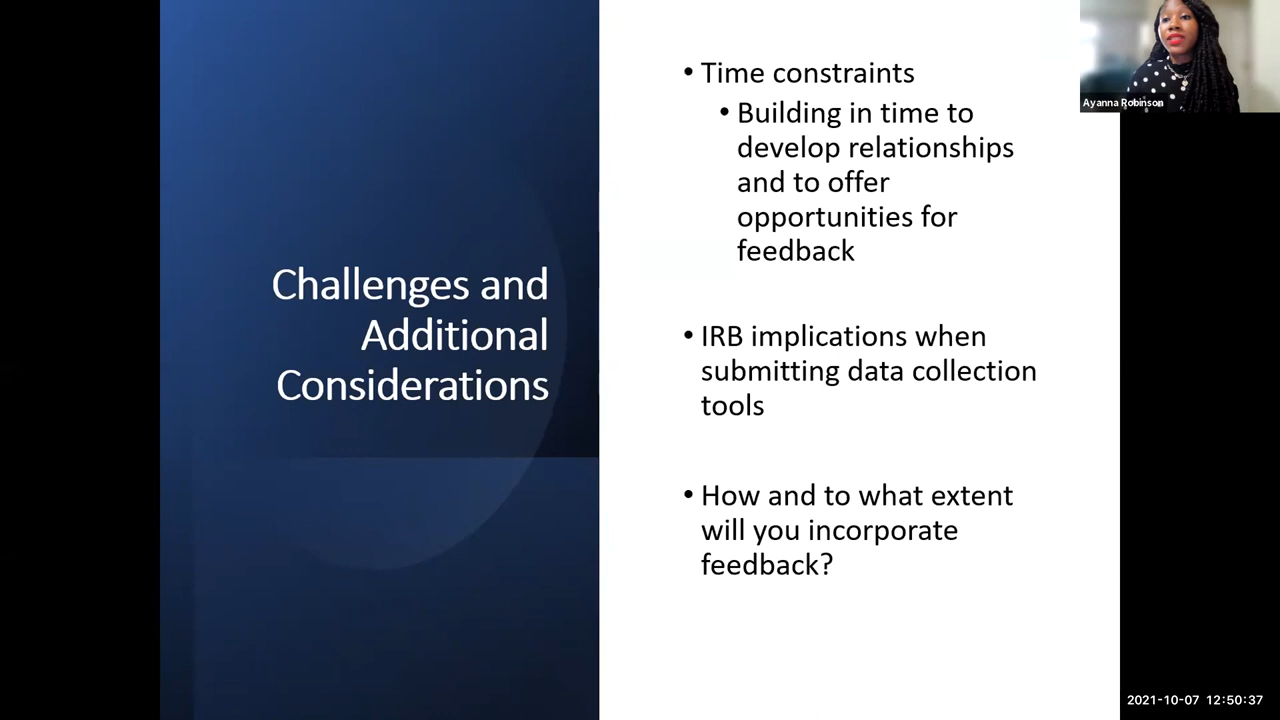 Challenges and
Additional
Considerations
• Time constraints
• Building in time to
develop relationships
and to offer
opportunities for
feedback
• IRB implications when
submitting data collection
tools
• How and to what extent
will you incorporate
feedback?
Ayanna Robinson
2021-10-07 12:50:37